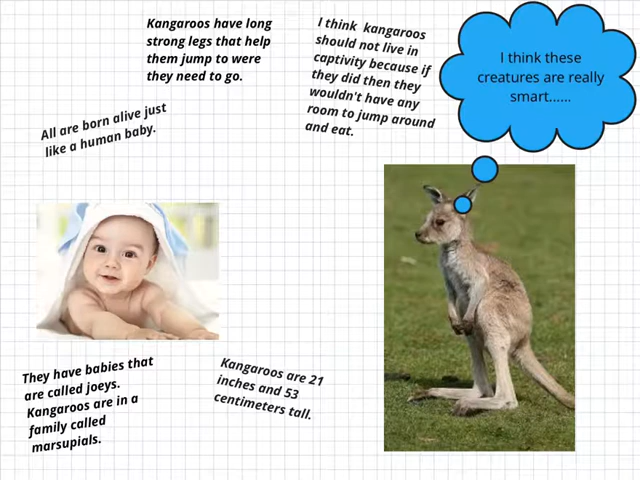 Kangaroos have long
strong legs that help
them jump to were
they need to go.
I think  kangaroos
should not live in
captivity because if
they did then they
wouldn't have any
room to jump around
and eat.
I think these
creatures are really
smart......
All are born alive just
like a human baby.
They have babies that
are called joeys.
Kangaroos are in a
family called
marsupials.
Kangaroos are 21
inches and 53
centimeters tall.